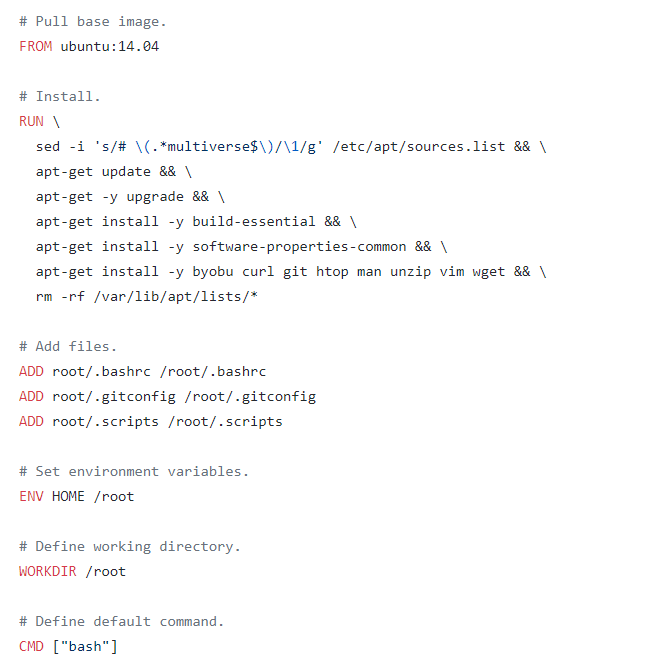 # Pull base image.
FROM ubuntu:14.04
# Install.
RUN \
  sed -i 's/# \(.*multiverse$\)/\1/g' /etc/apt/sources.list && \
  apt-get update && \
  apt-get -y upgrade && \
  apt-get install -y build-essential && \
  apt-get install -y software-properties-common && \
  apt-get install -y byobu curl git htop man unzip vim wget && \
  rm -rf /var/lib/apt/lists/*
# Add files.
ADD root/.bashrc /root/.bashrc
ADD root/.gitconfig /root/.gitconfig
ADD root/.scripts /root/.scripts
# Set environment variables.
ENV HOME /root
# Define working directory.
WORKDIR /root
# Define default command.
CMD ["bash"]